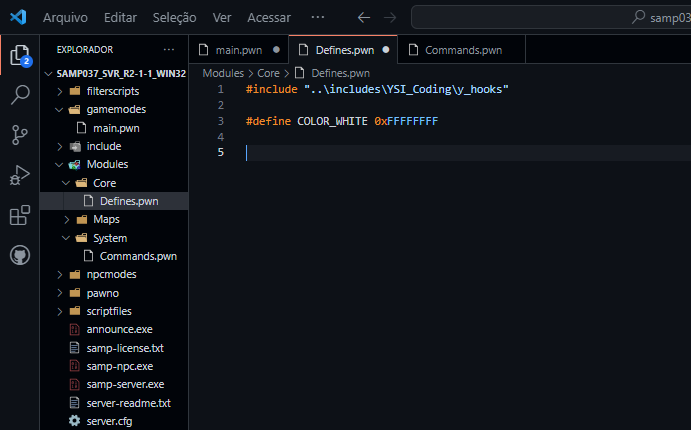 Arquivo Editar Seleção Ver Acessar ··· samp03
EXPLORADOR ···
main.pwn Defines.pwn Commands.pwn
SAMP037_SVR_R2-1-1_WIN32
filterscripts
gamemodes
main.pwn
include
Modules
Core
Defines.pwn
Maps
System
Commands.pwn
npcmodes
pawno
scriptfiles
announce.exe
samp-license.txt
samp-npc.exe
samp-server.exe
server-readme.txt
server.cfg
2
Modules > Core > Defines.pwn
1 #include "..\includes\YSI_Coding\y_hooks"
2
3 #define COLOR_WHITE 0xFFFFFFFF
4
5